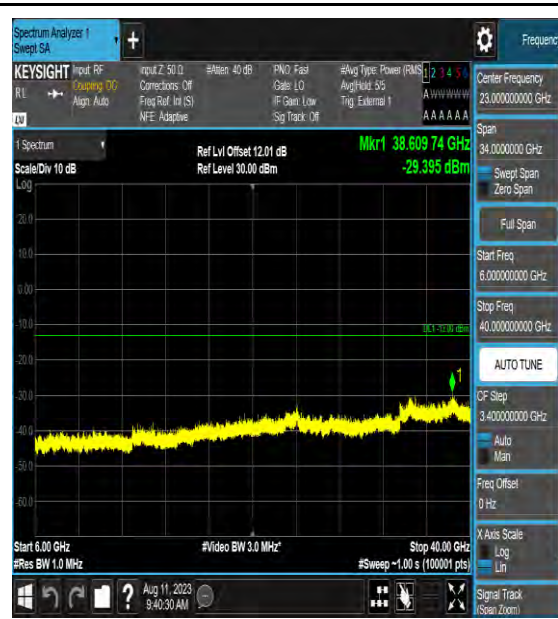 Spectrum Analyzer 1
Swept SA
Frequenc
KEYSIGHT Input: RF Input Z: 50 Ω #Atten: 40 dB PNO: Fast #Avg Type: Power (RMS 1 2 3 4 5 6
RL Coupling: DC Corrections: Off Gate: LO Avg|Hold: 5/5 A W W W W W
Align: Auto Freq Ref: Int (S) IF Gain: Low Trig: External 1
LW NFE: Adaptive Sig Track: Off A A A A A A
Center Frequency
23.000000000 GHz
Span
34.0000000 GHz
Swept Span
Zero Span
Full Span
Start Freq
6.000000000 GHz
Stop Freq
40.000000000 GHz
AUTO TUNE
CF Step
3.400000000 GHz
Auto
Man
Freq Offset
0 Hz
X Axis Scale
Log
Lin
Signal Track
(Span Zoom)
1 Spectrum
Scale/Div 10 dB
Ref Lvl Offset 12.01 dB
Ref Level 30.00 dBm
Mkr1 38.609 74 GHz
-29.395 dBm
Log
20.0
10.0
0.00
-10.0
DL1 -13.00 dBm
-20.0
1
-30.0
-40.0
-50.0
-60.0
Start 6.00 GHz #Video BW 3.0 MHz* Stop 40.00 GHz
#Res BW 1.0 MHz #Sweep ~1.00 s (100001 pts)
? Aug 11, 2023
9:40:30 AM